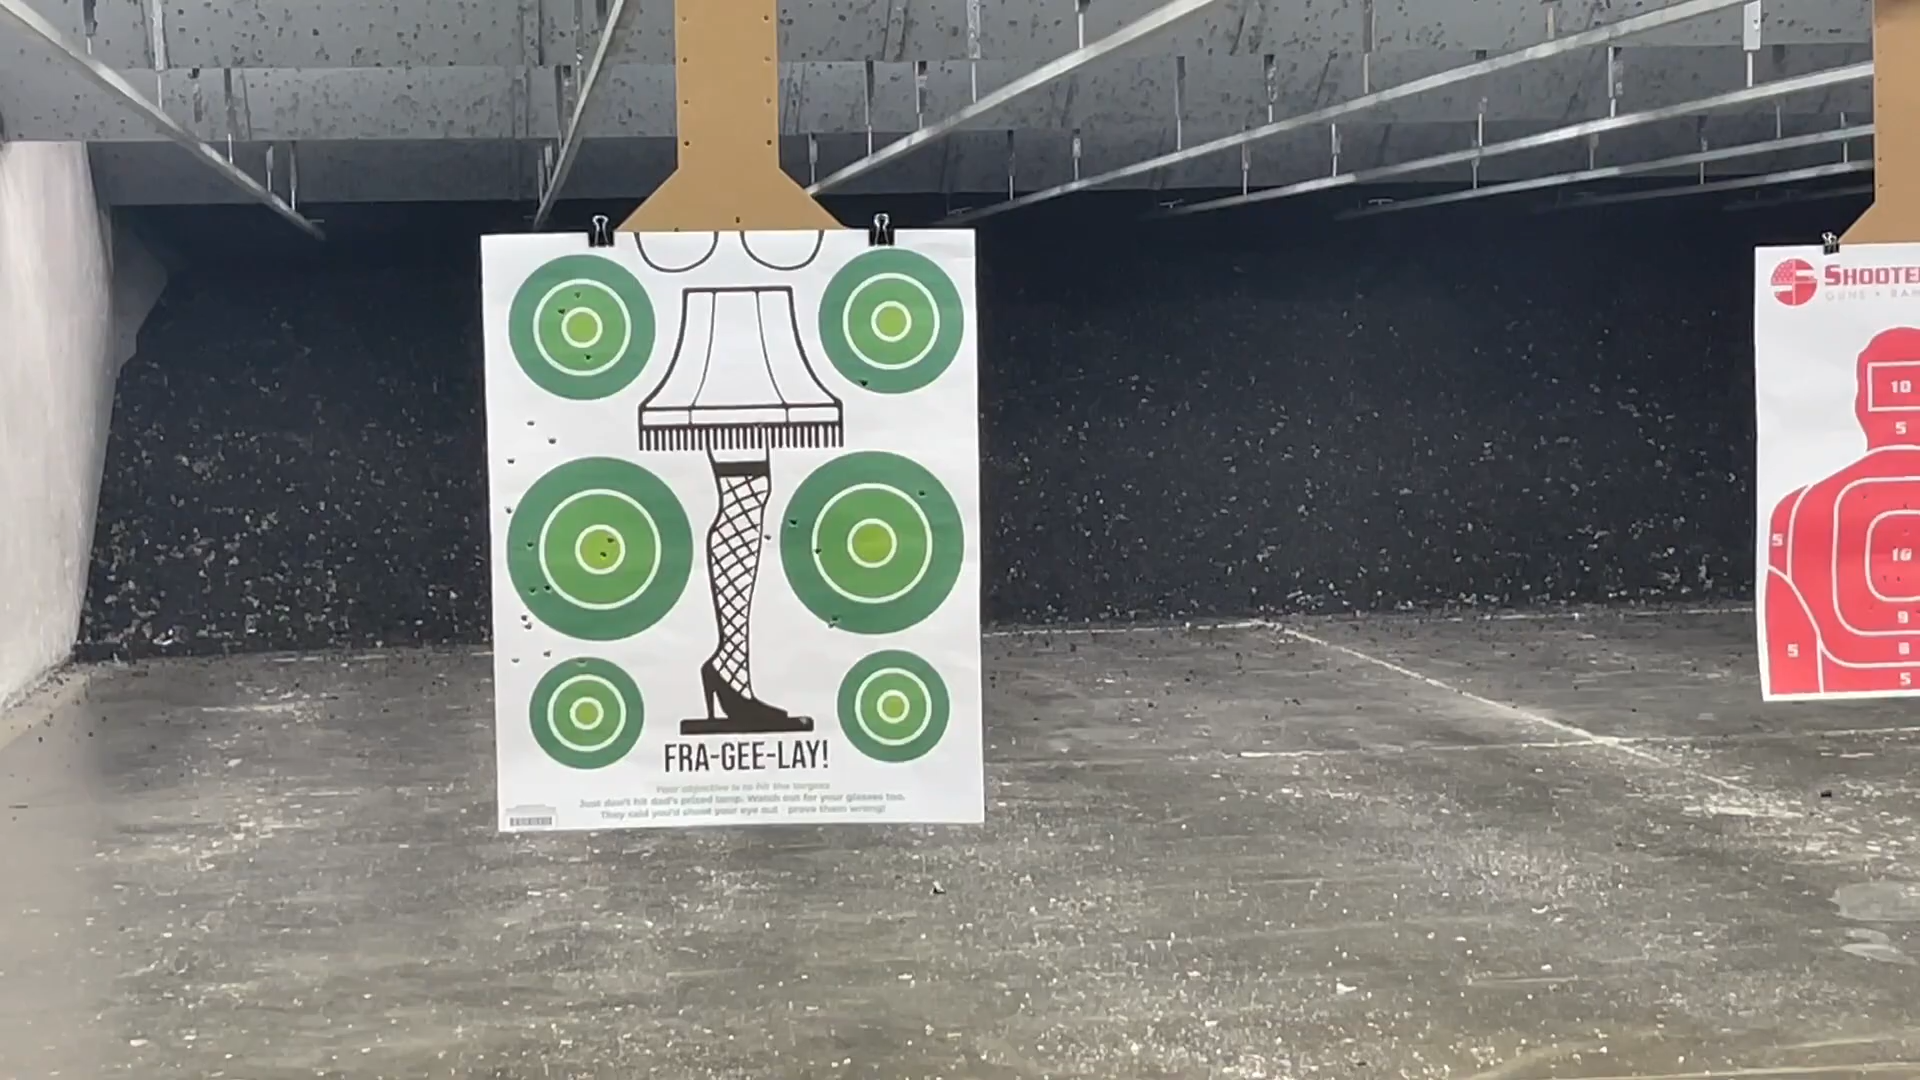 FRA-GEE-LAY!
Your objective is to hit the targets
Just don't hit dad's prized lamp. Watch out for your glasses too.
They said you'd shoot your eye out - prove them wrong!
SHOOTE
GUNS • RAN
10
5
5
10
9
8
5
5